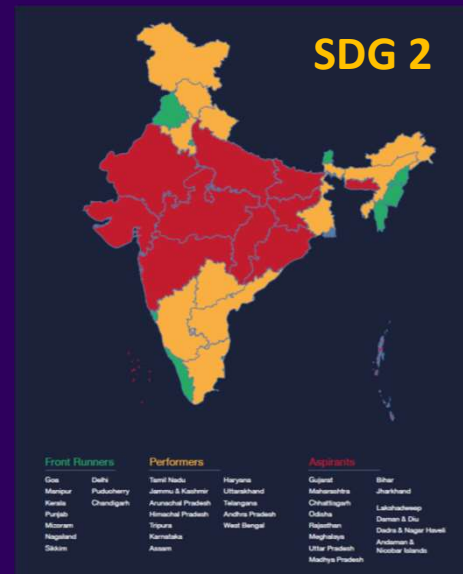 SDG 2
Front Runners
Goa
Manipur
Kerala
Punjab
Mizoram
Nagaland
Sikkim
Delhi
Puducherry
Chandigarh
Performers
Tamil Nadu
Jammu & Kashmir
Arunachal Pradesh
Himachal Pradesh
Tripura
Karnataka
Assam
Haryana
Uttarakhand
Telangana
Andhra Pradesh
West Bengal
Aspirants
Gujarat
Maharashtra
Chhattisgarh
Odisha
Rajasthan
Meghalaya
Uttar Pradesh
Madhya Pradesh
Bihar
Jharkhand
Lakshadweep
Daman & Diu
Dadra & Nagar Haveli
Andaman &
Nicobar Islands